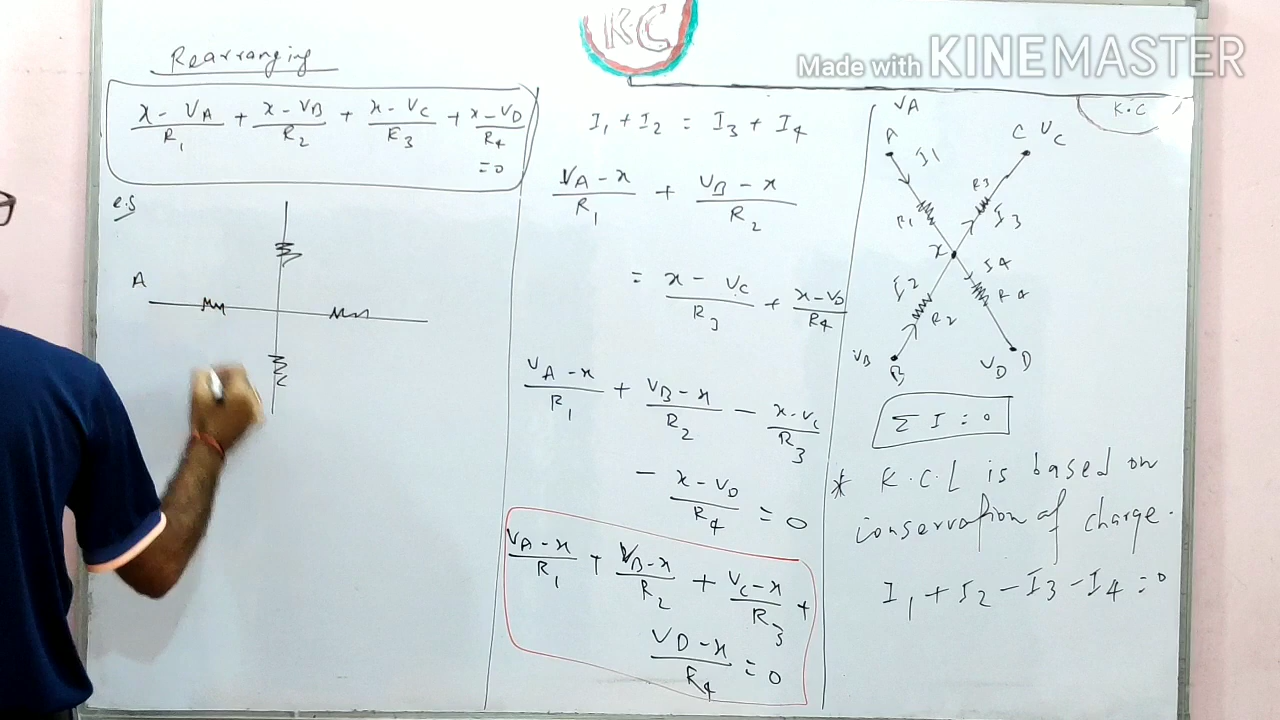 KC
Made with KINEMASTER
Rearranging
x - VA/R1 + x - VB/R2 + x - VC/R3 + x - VD/R4
= 0
e.g
A
I1 + I2 = I3 + I4
VA - x/R1 + VB - x/R2
= x - VC/R3 + x - VD/R4
VA - x/R1 + VB - x/R2 - x - VC/R3
- x - VD/R4 = 0
VA - x/R1 + VB - x/R2 + VC - x/R3 +
VD - x/R4 = 0
K.C
VA
A
I1
C VC
R3
R1
I3
x
I4
I2
R4
R2
VB
B
VD D
Σ I = 0
* K.C.L is based on
conservation of charge.
I1 + I2 - I3 - I4 = 0